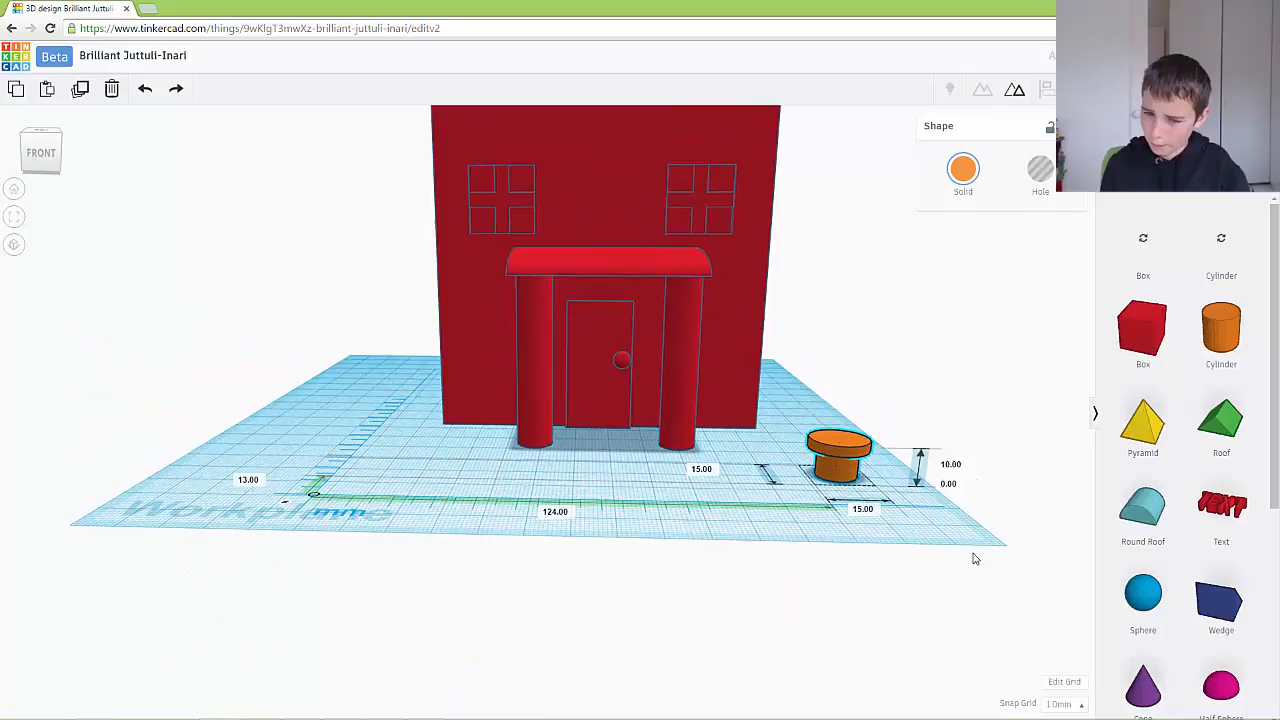 3D design Brilliant Juttuli-
https://www.tinkercad.com/things/9wKlgT3mwXz-brilliant-juttuli-inari/editv2
TIN
KER
CAD
Beta
Brilliant Juttuli-Inari
FRONT
Shape
Solid
Hole
Box
Cylinder
Box
Cylinder
Pyramid
Roof
Round Roof
TEXT
Text
Sphere
Wedge
13.00
15.00
10.00
0.00
15.00
124.00
Workplane
mm
Edit Grid
Snap Grid
1.0mm